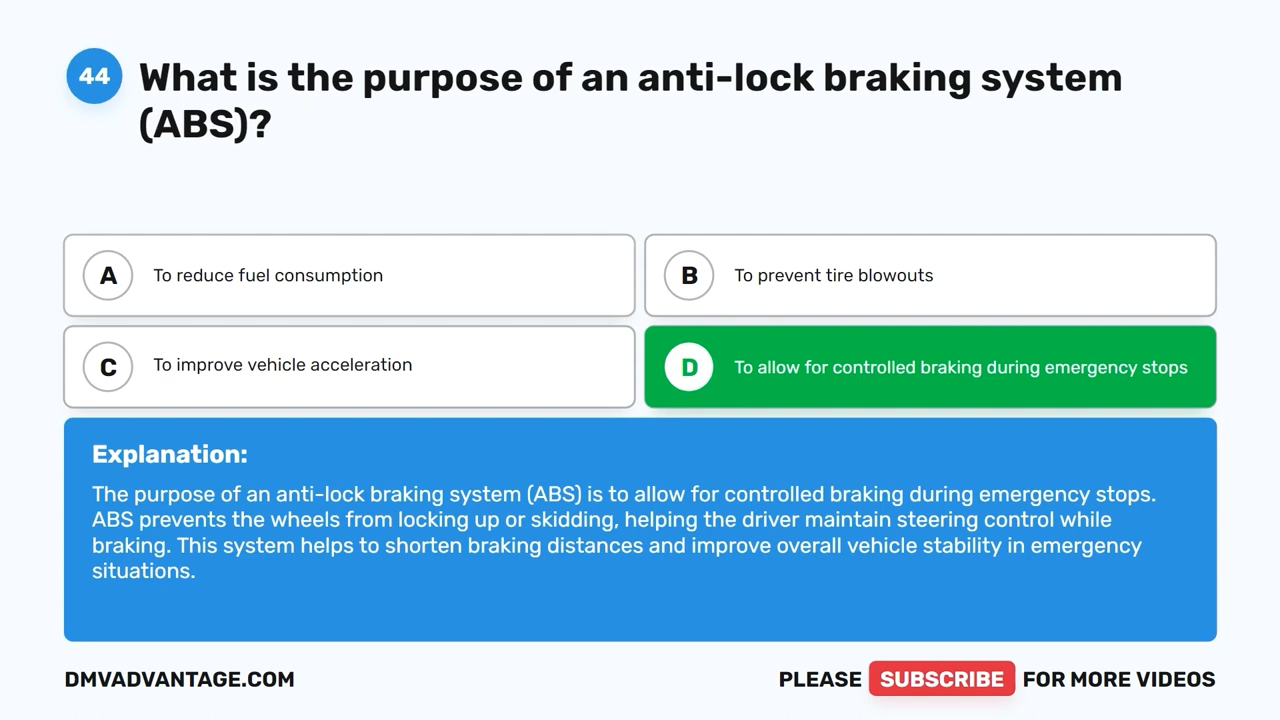 44
What is the purpose of an anti-lock braking system
(ABS)?
A To reduce fuel consumption
B To prevent tire blowouts
C To improve vehicle acceleration
D To allow for controlled braking during emergency stops
Explanation:
The purpose of an anti-lock braking system (ABS) is to allow for controlled braking during emergency stops.
ABS prevents the wheels from locking up or skidding, helping the driver maintain steering control while
braking. This system helps to shorten braking distances and improve overall vehicle stability in emergency
situations.
DMVADVANTAGE.COM
PLEASE SUBSCRIBE FOR MORE VIDEOS